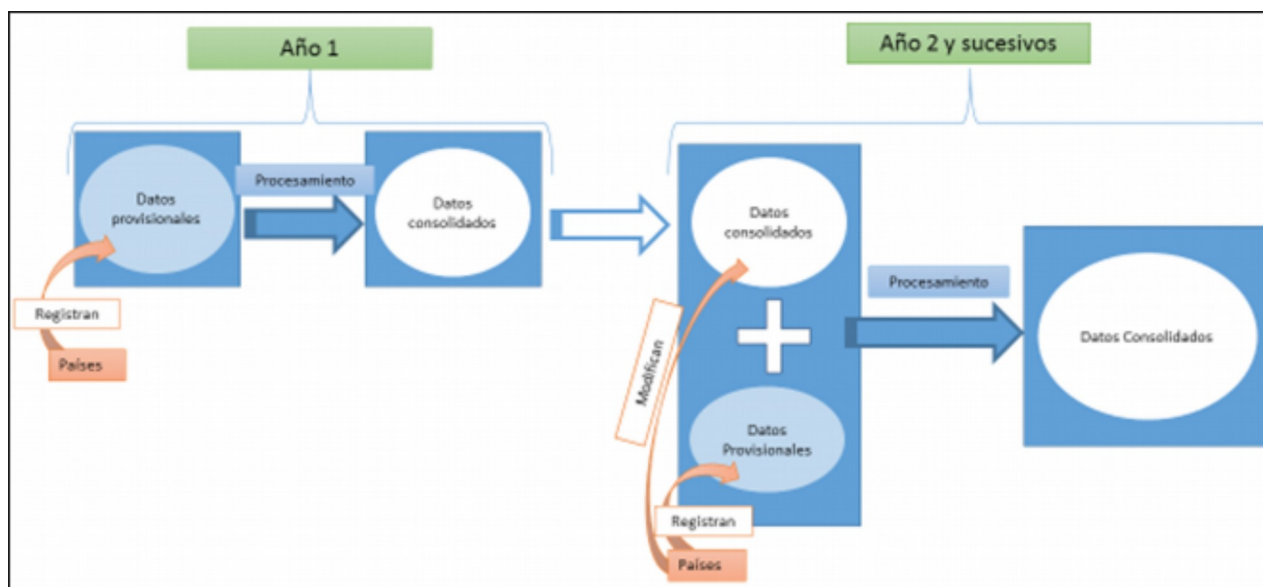 Año 1
Año 2 y sucesivos
Datos
provisionales
Procesamiento
Datos
consolidados
Registran
Países
Datos
consolidados
Modifican
Datos
Provisionales
Registran
Países
Procesamiento
Datos Consolidados